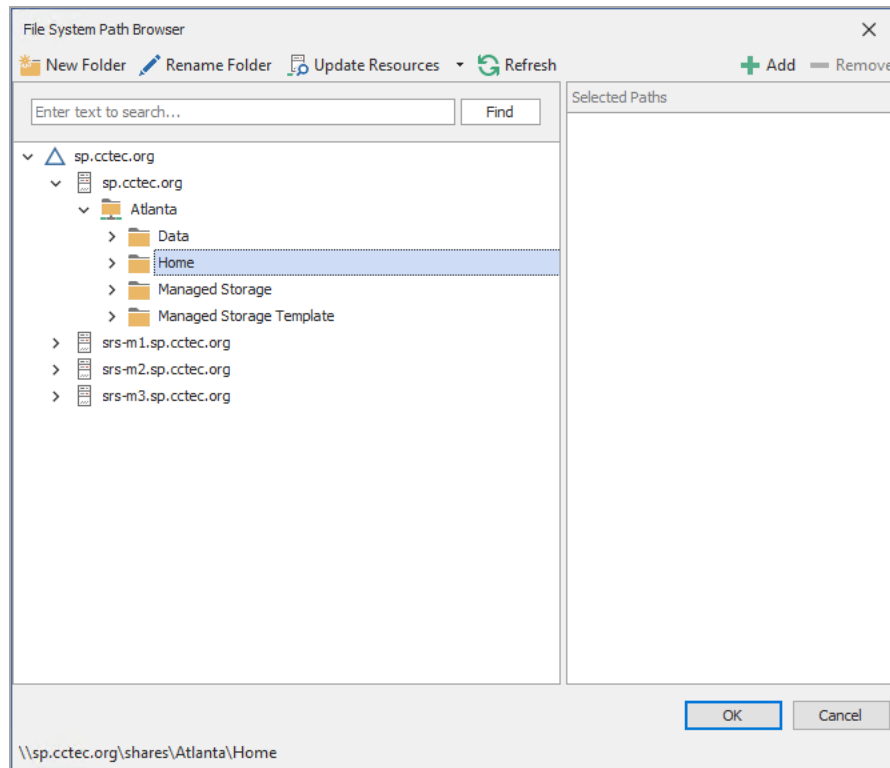 File System Path Browser
New Folder Rename Folder Update Resources Refresh Add Remove
Enter text to search... Find
Selected Paths
sp.cctec.org
sp.cctec.org
Atlanta
Data
Home
Managed Storage
Managed Storage Template
srs-m1.sp.cctec.org
srs-m2.sp.cctec.org
srs-m3.sp.cctec.org
OK Cancel
\\sp.cctec.org\shares\Atlanta\Home